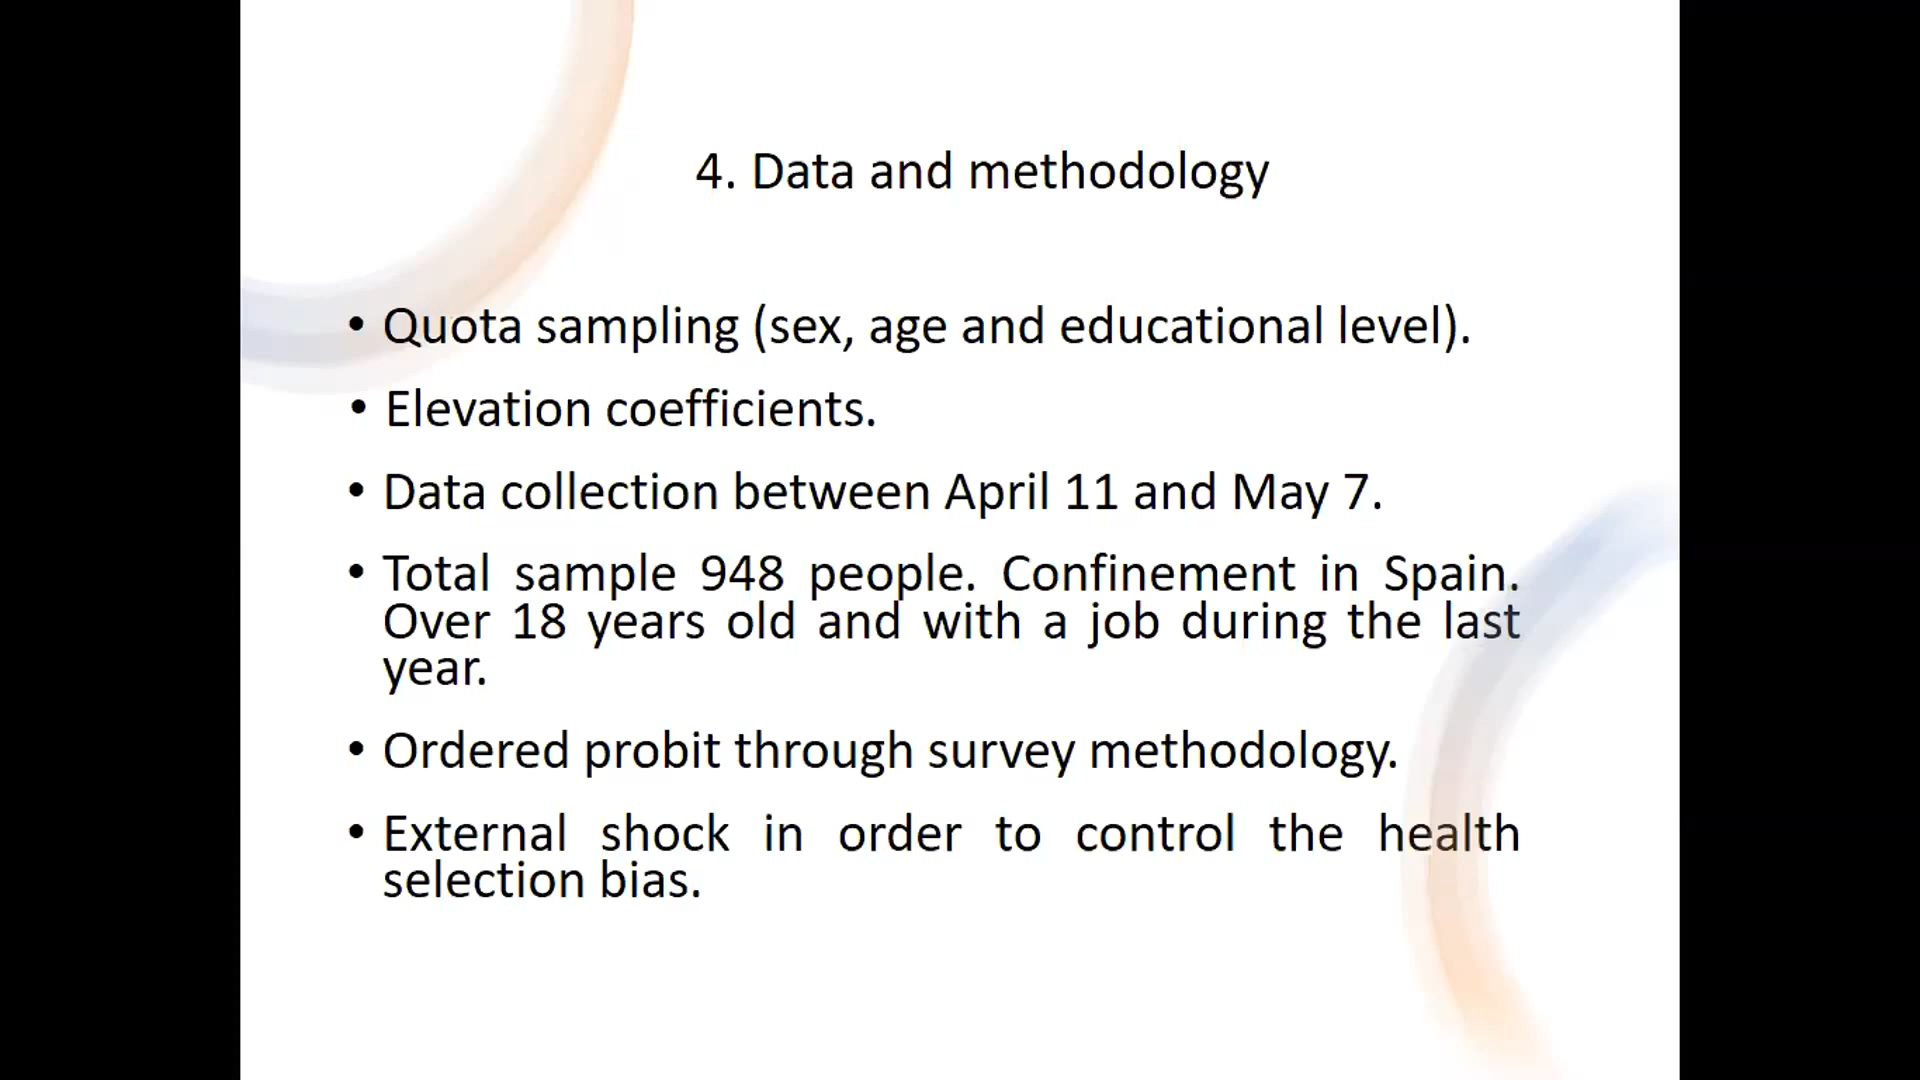 4. Data and methodology
• Quota sampling (sex, age and educational level).
• Elevation coefficients.
• Data collection between April 11 and May 7.
• Total sample 948 people. Confinement in Spain.
Over 18 years old and with a job during the last
year.
• Ordered probit through survey methodology.
• External shock in order to control the health
selection bias.